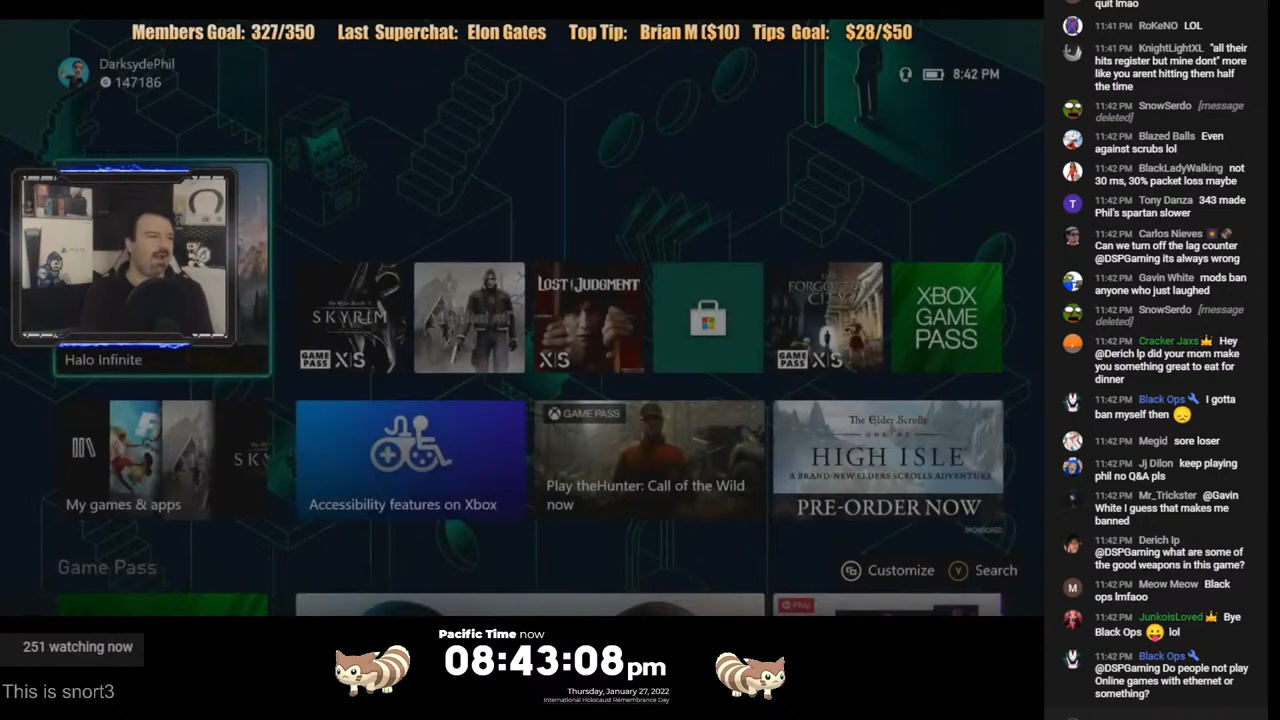 Members Goal: 327/350 Last Superchat: Elon Gates Top Tip: Brian M ($10) Tips Goal: $28/$50
DarksydePhil
G 147186
8:42 PM
SKYRIM
GAME PASS X|S
LOST JUDGMENT
X|S
FORGOTTEN CITY
GAME PASS X|S
XBOX
GAME
PASS
Halo Infinite
My games & apps
Accessibility features on Xbox
GAME PASS
Play theHunter: Call of the Wild
now
The Elder Scrolls
ONLINE
HIGH ISLE
A BRAND-NEW ELDER SCROLLS ADVENTURE
PRE-ORDER NOW
SPONSORED
Game Pass
Customize
Y Search
Play
251 watching now
This is snort3
Pacific Time now
08:43:08pm
Thursday, January 27, 2022
International Holocaust Remembrance Day
quit lmao
11:41 PM RoKeNO LOL
11:41 PM KnightLightXL "all their
hits register but mine dont" more
like you arent hitting them half
the time
11:42 PM SnowSerdo [message
deleted]
11:42 PM Blazed Balls Even
against scrubs lol
11:42 PM BlackLadyWalking not
30 ms, 30% packet loss maybe
11:42 PM Tony Danza 343 made
Phil's spartan slower
11:42 PM Carlos Nieves
Can we turn off the lag counter
@DSPGaming its always wrong
11:42 PM Gavin White mods ban
anyone who just laughed
11:42 PM SnowSerdo [message
deleted]
11:42 PM Cracker Jaxs Hey
@Derich Ip did your mom make
you something great to eat for
dinner
11:42 PM Black Ops I gotta
ban myself then
11:42 PM Megid sore loser
11:42 PM Jj Dilon keep playing
phil no Q&A pls
11:42 PM Mr_Trickster @Gavin
White I guess that makes me
banned
11:42 PM Derich Ip
@DSPGaming what are some of
the good weapons in this game?
11:42 PM Meow Meow Black
ops lmfaoo
11:42 PM JunkoisLoved Bye
Black Ops lol
11:42 PM Black Ops
@DSPGaming Do people not play
Online games with ethernet or
something?